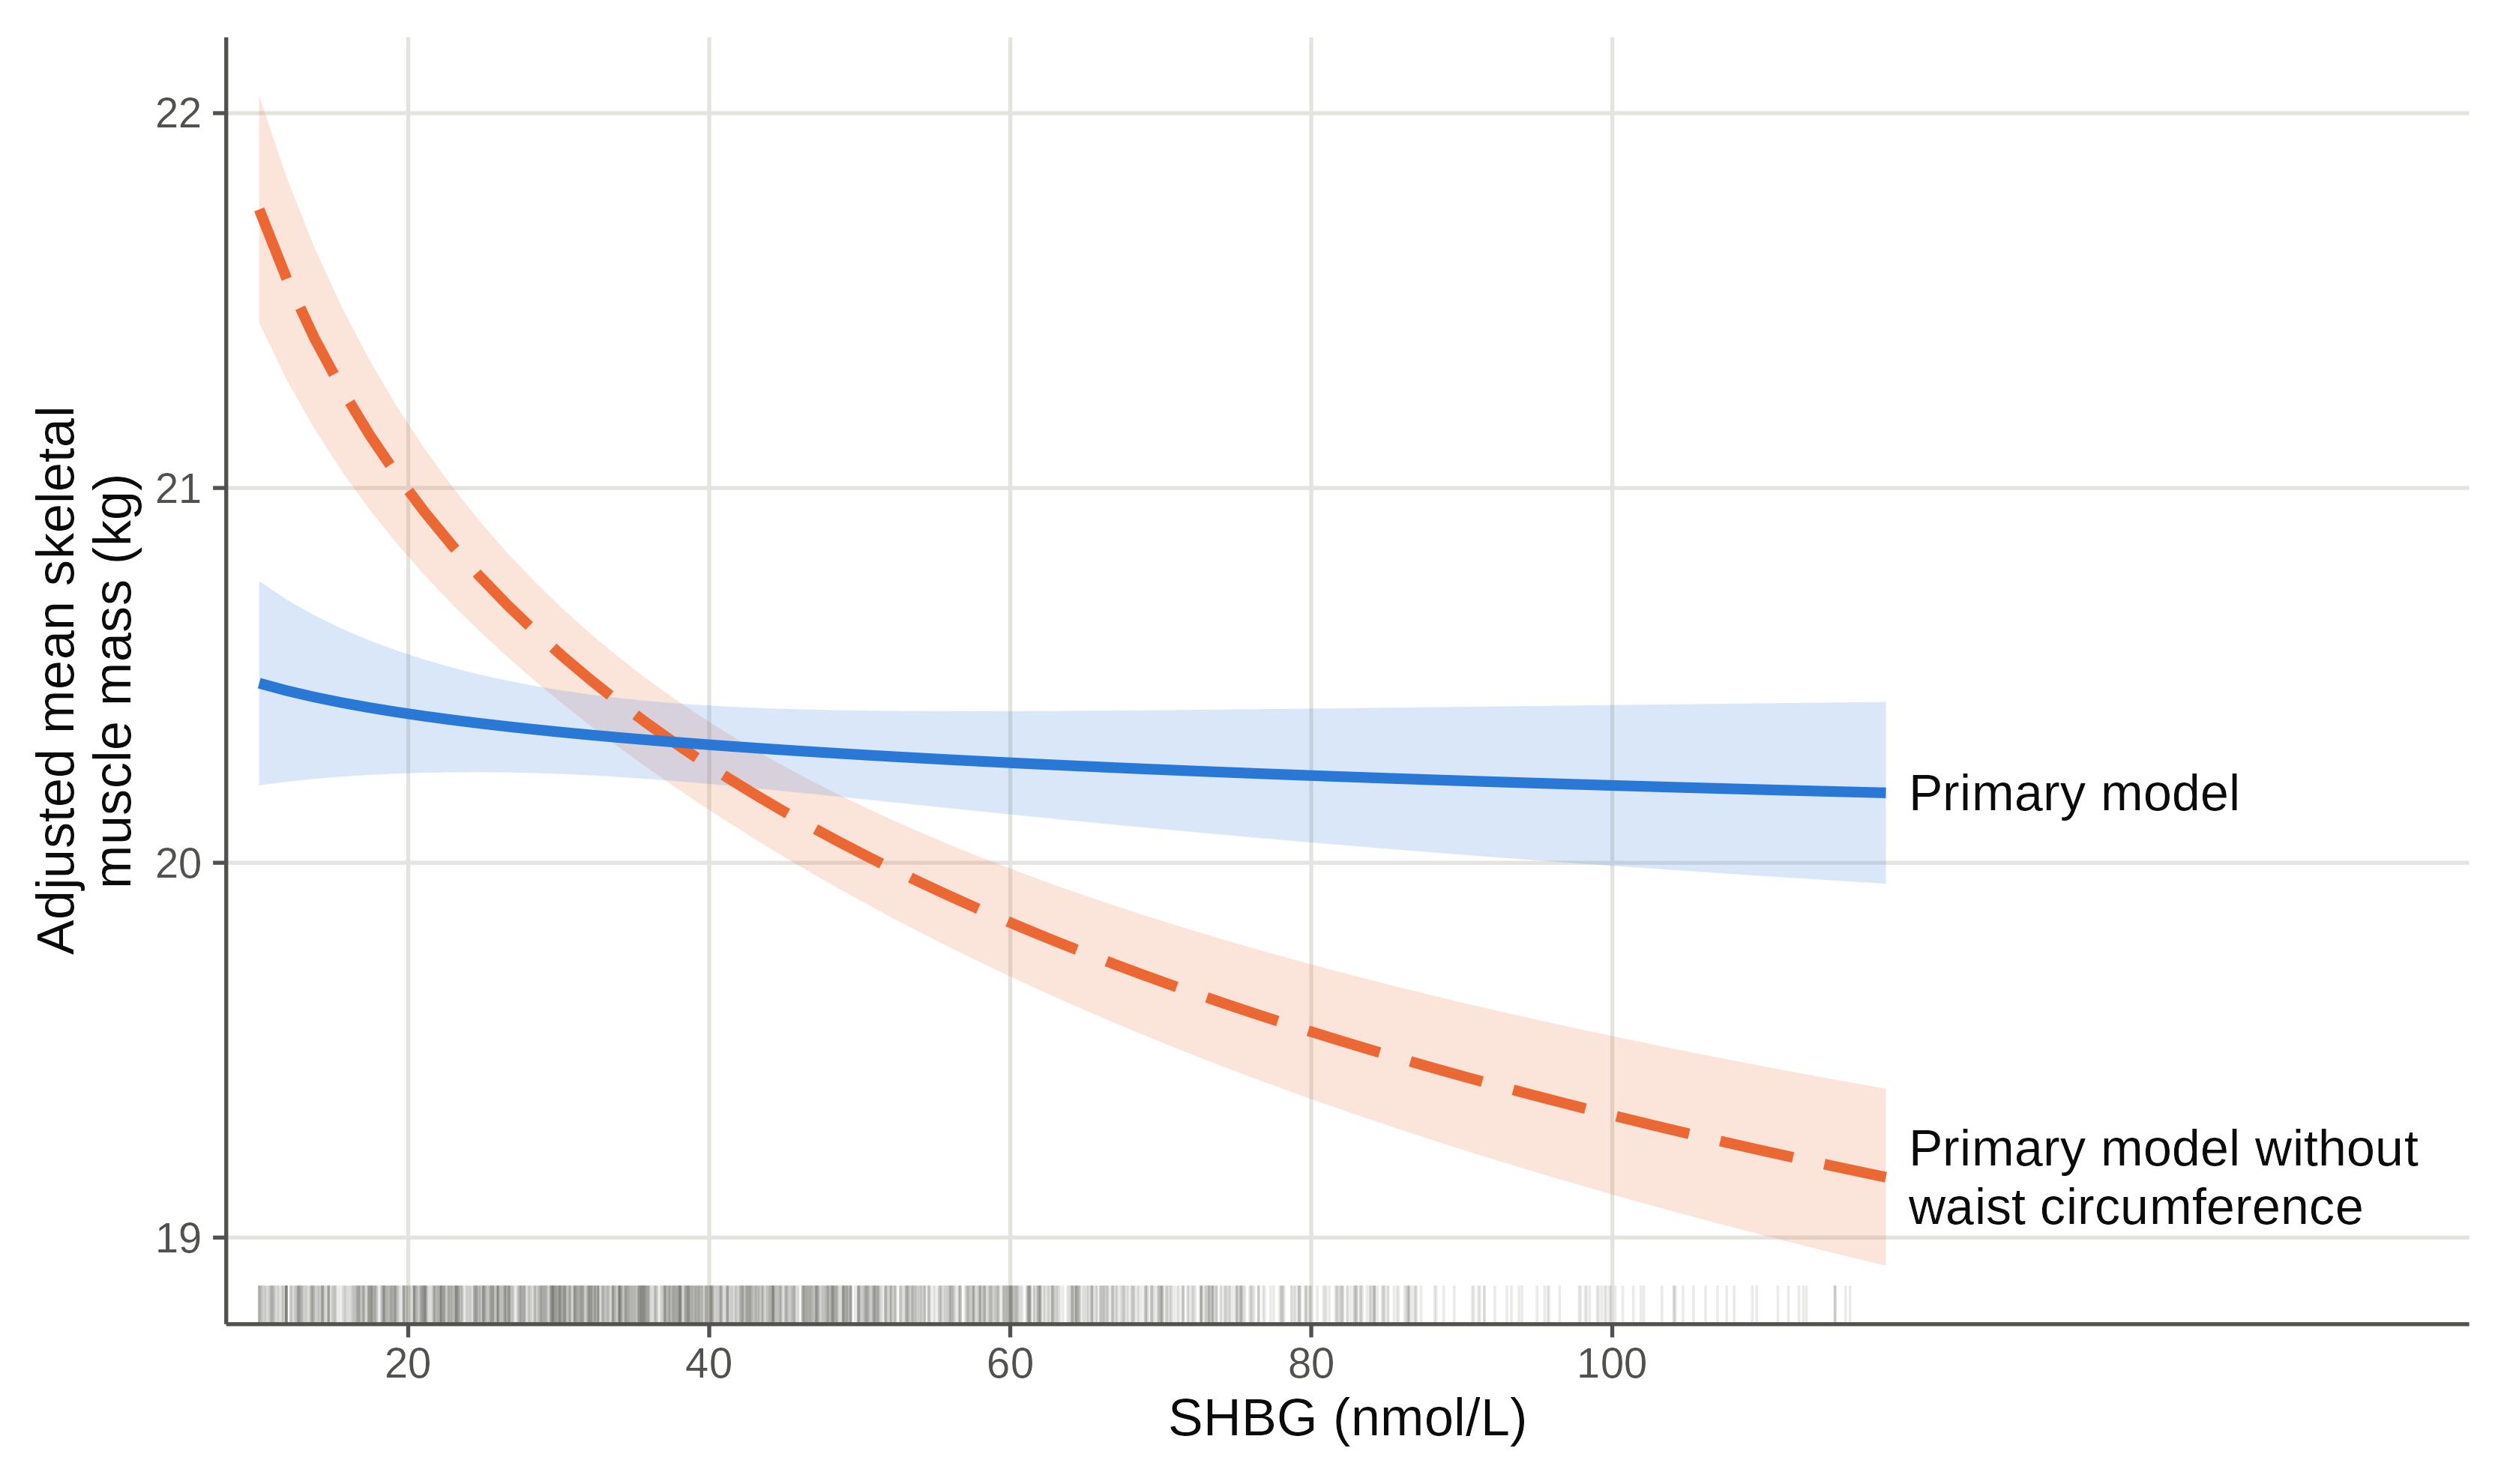 22
21
20
19
Adjusted mean skeletal
muscle mass (kg)
Primary model
Primary model without
waist circumference
20
40
60
80
100
SHBG (nmol/L)